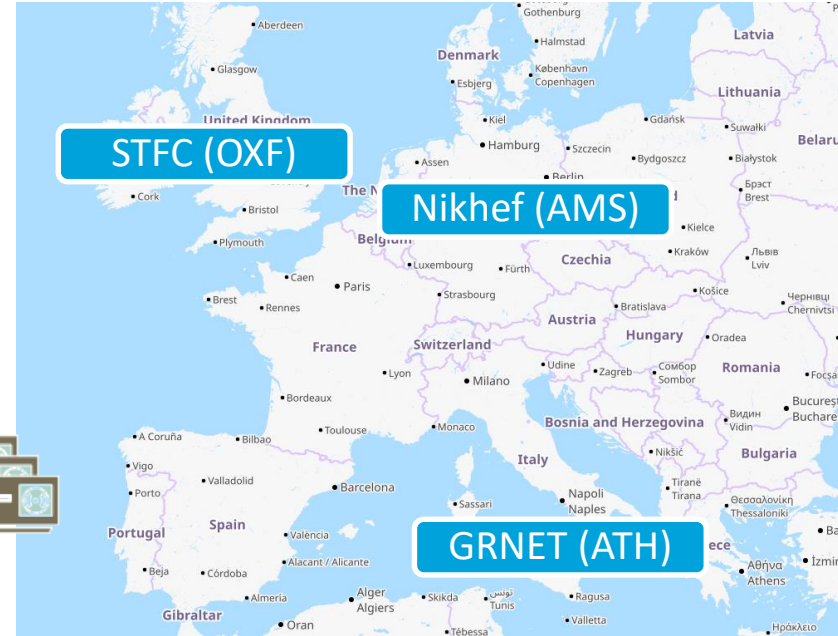 Gothenburg
Aberdeen
Latvia
Halmstad
Denmark
Glasgow
København
Copenhagen
Esbjerg
Lithuania
United Kingdom
Kiel
Gdańsk
Suwałki
STFC (OXF)
Hamburg
Szczecin
Białystok
Assen
Bydgoszcz
Berlin
Брэст
Brest
Cork
Bristol
Nikhef (AMS)
Kielce
Plymouth
Belgium
Kraków
Львів
Lviv
Luxembourg
Fürth
Czechia
Caen
Paris
Košice
Strasbourg
Чернівці
Chernivtsi
Brest
Rennes
Bratislava
Austria
Hungary
Oradea
France
Switzerland
Udine
Zagreb
Сомбор
Sombor
Romania
Lyon
Milano
Bordeaux
Видин
Vidin
A Coruña
Bilbao
Toulouse
Monaco
Bosnia and Herzegovina
Vigo
Italy
Nikšić
Bulgaria
Valladolid
Porto
Barcelona
Napoli
Naples
Tiranë
Tirana
Θεσσαλονίκη
Thessaloniki
Sassari
Portugal
Spain
València
GRNET (ATH)
Beja
Córdoba
Alacant / Alicante
Αθήνα
Athens
Almería
Alger
Algiers
Skikda
تونس
Tunis
Ragusa
Gibraltar
Oran
Valletta
Tébessa
Ηράκλειο